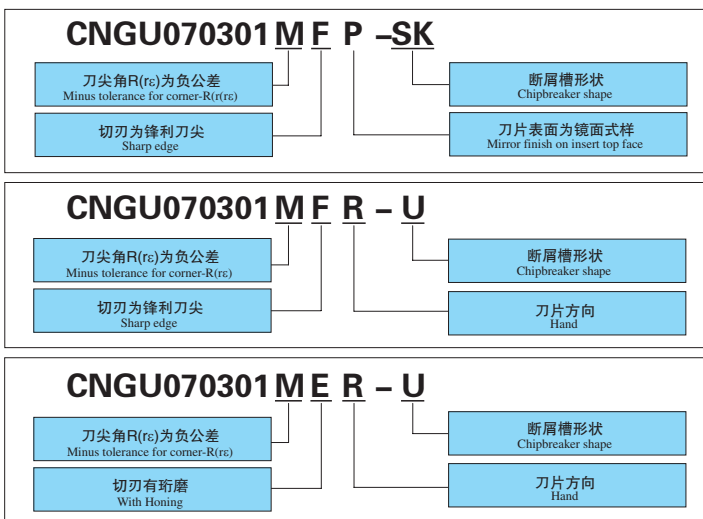 CNGU070301 M F P –SK
刀尖角R(rε)为负公差
Minus tolerance for corner-R(r(rε)
断屑槽形状
Chipbreaker shape
切刃为锋利刀尖
Sharp edge
刀片表面为镜面式样
Mirror finish on insert top face
CNGU070301 M F R – U
刀尖角R(rε)为负公差
Minus tolerance for corner-R(rε)
断屑槽形状
Chipbreaker shape
切刃为锋利刀尖
Sharp edge
刀片方向
Hand
CNGU070301 M E R – U
刀尖角R(rε)为负公差
Minus tolerance for corner-R(rε)
断屑槽形状
Chipbreaker shape
切刃有珩磨
With Honing
刀片方向
Hand